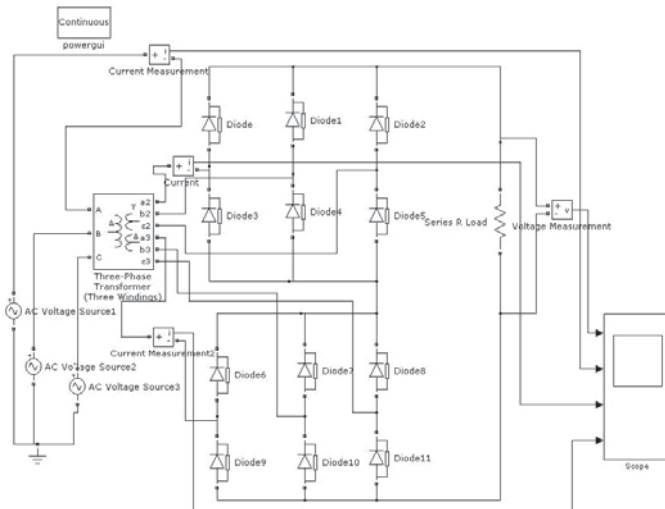 Continuous
powergui
Current Measurement
Diode
Diode1
Diode2
Current
A
B
C
Δ
Y
Δ
a2
b2
c2
a3
b3
c3
Diode3
Diode4
Diode5
Series R Load
Voltage Measurement
Three-Phase
Transformer
(Three Windings)
AC Voltage Source1
Current Measurement2
AC Voltage Source2
AC Voltage Source3
Diode6
Diode7
Diode8
Diode9
Diode10
Diode11
Scope